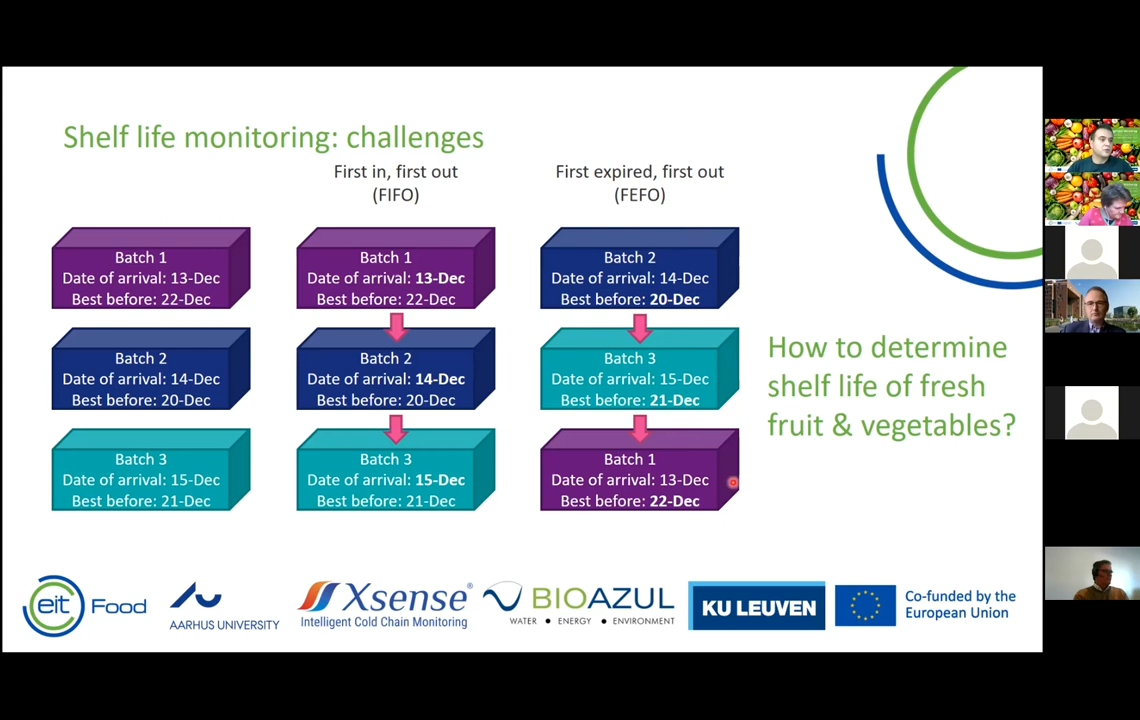 Shelf life monitoring: challenges
First in, first out
(FIFO)
First expired, first out
(FEFO)
Batch 1
Date of arrival: 13-Dec
Best before: 22-Dec
Batch 2
Date of arrival: 14-Dec
Best before: 20-Dec
Batch 3
Date of arrival: 15-Dec
Best before: 21-Dec
Batch 1
Date of arrival: 13-Dec
Best before: 22-Dec
Batch 2
Date of arrival: 14-Dec
Best before: 20-Dec
Batch 3
Date of arrival: 15-Dec
Best before: 21-Dec
Batch 2
Date of arrival: 14-Dec
Best before: 20-Dec
Batch 3
Date of arrival: 15-Dec
Best before: 21-Dec
Batch 1
Date of arrival: 13-Dec
Best before: 22-Dec
How to determine
shelf life of fresh
fruit & vegetables?
eit Food
AARHUS UNIVERSITY
Xsense®
Intelligent Cold Chain Monitoring
BIOAZUL
WATER • ENERGY • ENVIRONMENT
KU LEUVEN
Co-funded by the
European Union